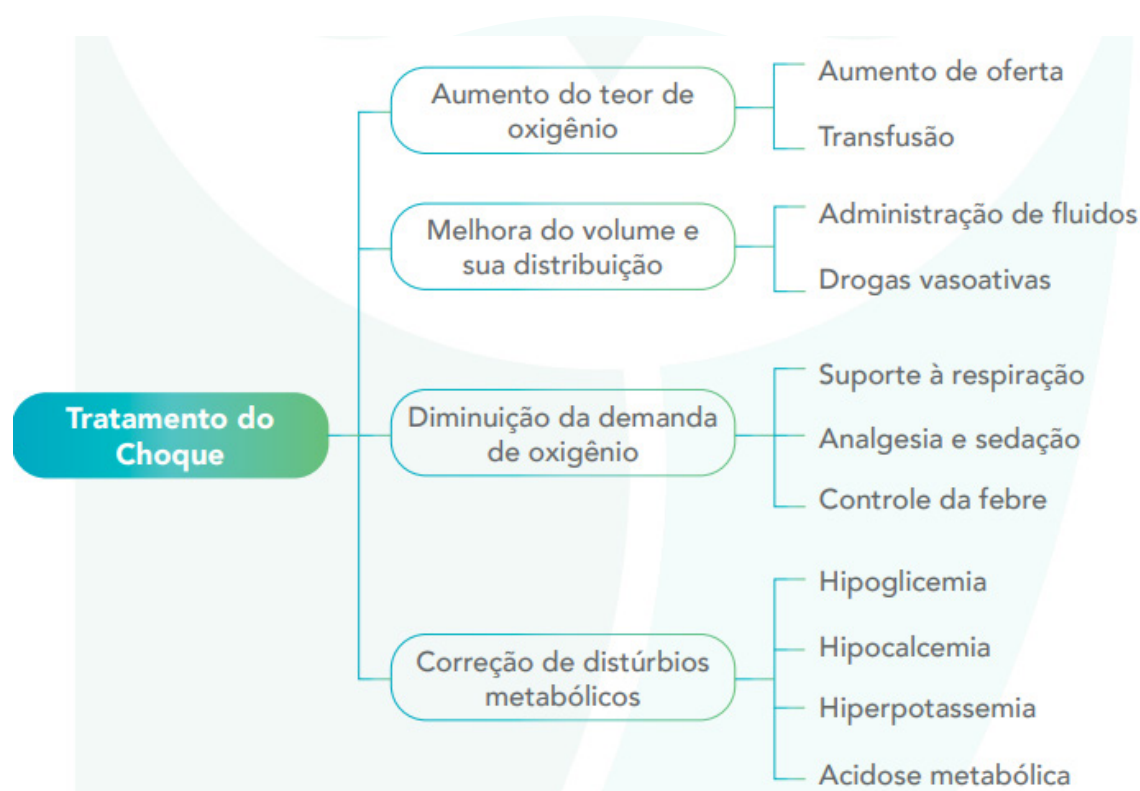 Tratamento do
Choque
Aumento do teor de
oxigênio
Aumento de oferta
Transfusão
Melhora do volume e
sua distribuição
Administração de fluidos
Drogas vasoativas
Diminuição da demanda
de oxigênio
Suporte à respiração
Analgesia e sedação
Controle da febre
Correção de distúrbios
metabólicos
Hipoglicemia
Hipocalcemia
Hiperpotassemia
Acidose metabólica